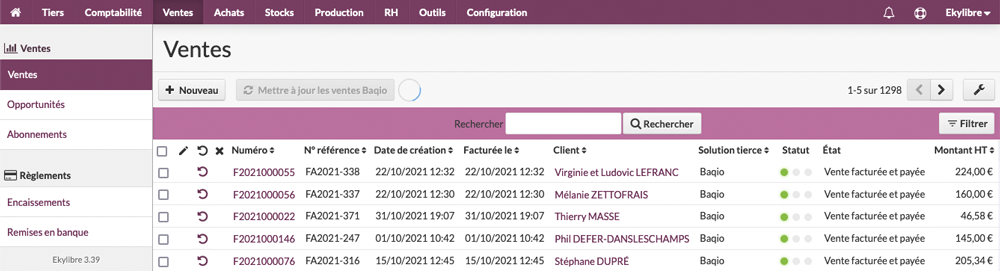 Tiers Comptabilité Ventes Achats Stocks Production RH Outils Configuration Ekylibre
Ventes
Ventes
Opportunités
Abonnements
Règlements
Encaissements
Remises en banque
Ekylibre 3.39
Ventes
Nouveau Mettre à jour les ventes Baqio 1-5 sur 1298
Rechercher Rechercher Filtrer
Numéro N° référence Date de création Facturée le Client Solution tierce Statut État Montant HT
F2021000055 FA2021-338 22/10/2021 12:32 22/10/2021 12:32 Virginie et Ludovic LEFRANC Baqio Vente facturée et payée 224,00 €
F2021000056 FA2021-337 22/10/2021 12:30 22/10/2021 12:30 Mélanie ZETTOFRAIS Baqio Vente facturée et payée 160,00 €
F2021000022 FA2021-371 31/10/2021 19:07 31/10/2021 19:07 Thierry MASSE Baqio Vente facturée et payée 46,58 €
F2021000146 FA2021-247 01/10/2021 10:42 01/10/2021 10:42 Phil DEFER-DANSLESCHAMPS Baqio Vente facturée et payée 145,00 €
F2021000076 FA2021-316 15/10/2021 12:45 15/10/2021 12:45 Stéphane DUPRÉ Baqio Vente facturée et payée 205,34 €